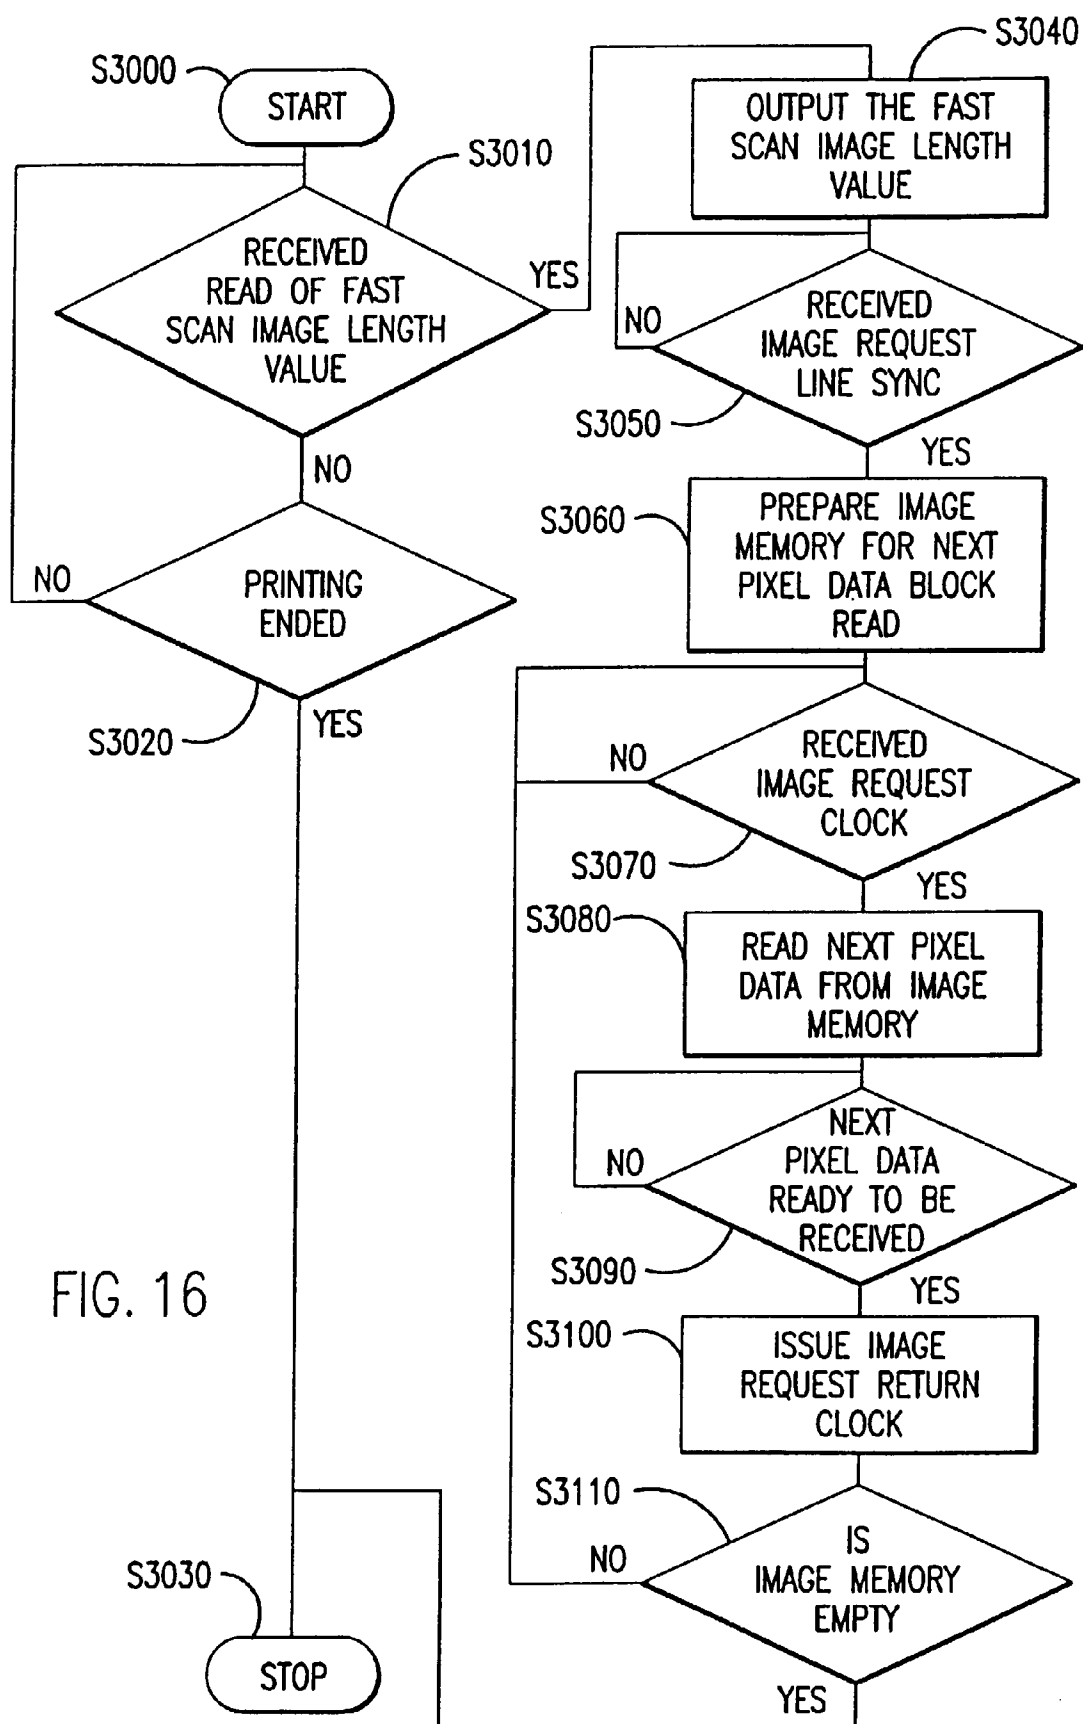 S3000
START
S3010
RECEIVED
READ OF FAST
SCAN IMAGE LENGTH
VALUE
YES
NO
PRINTING
ENDED
NO
S3020
YES
FIG. 16
S3030
STOP
S3040
OUTPUT THE FAST
SCAN IMAGE LENGTH
VALUE
NO
RECEIVED
IMAGE REQUEST
LINE SYNC
S3050
YES
S3060
PREPARE IMAGE
MEMORY FOR NEXT
PIXEL DATA BLOCK
READ
NO
RECEIVED
IMAGE REQUEST
CLOCK
S3070
YES
S3080
READ NEXT PIXEL
DATA FROM IMAGE
MEMORY
NO
NEXT
PIXEL DATA
READY TO BE
RECEIVED
S3090
YES
S3100
ISSUE IMAGE
REQUEST RETURN
CLOCK
S3110
NO
IS
IMAGE MEMORY
EMPTY
YES